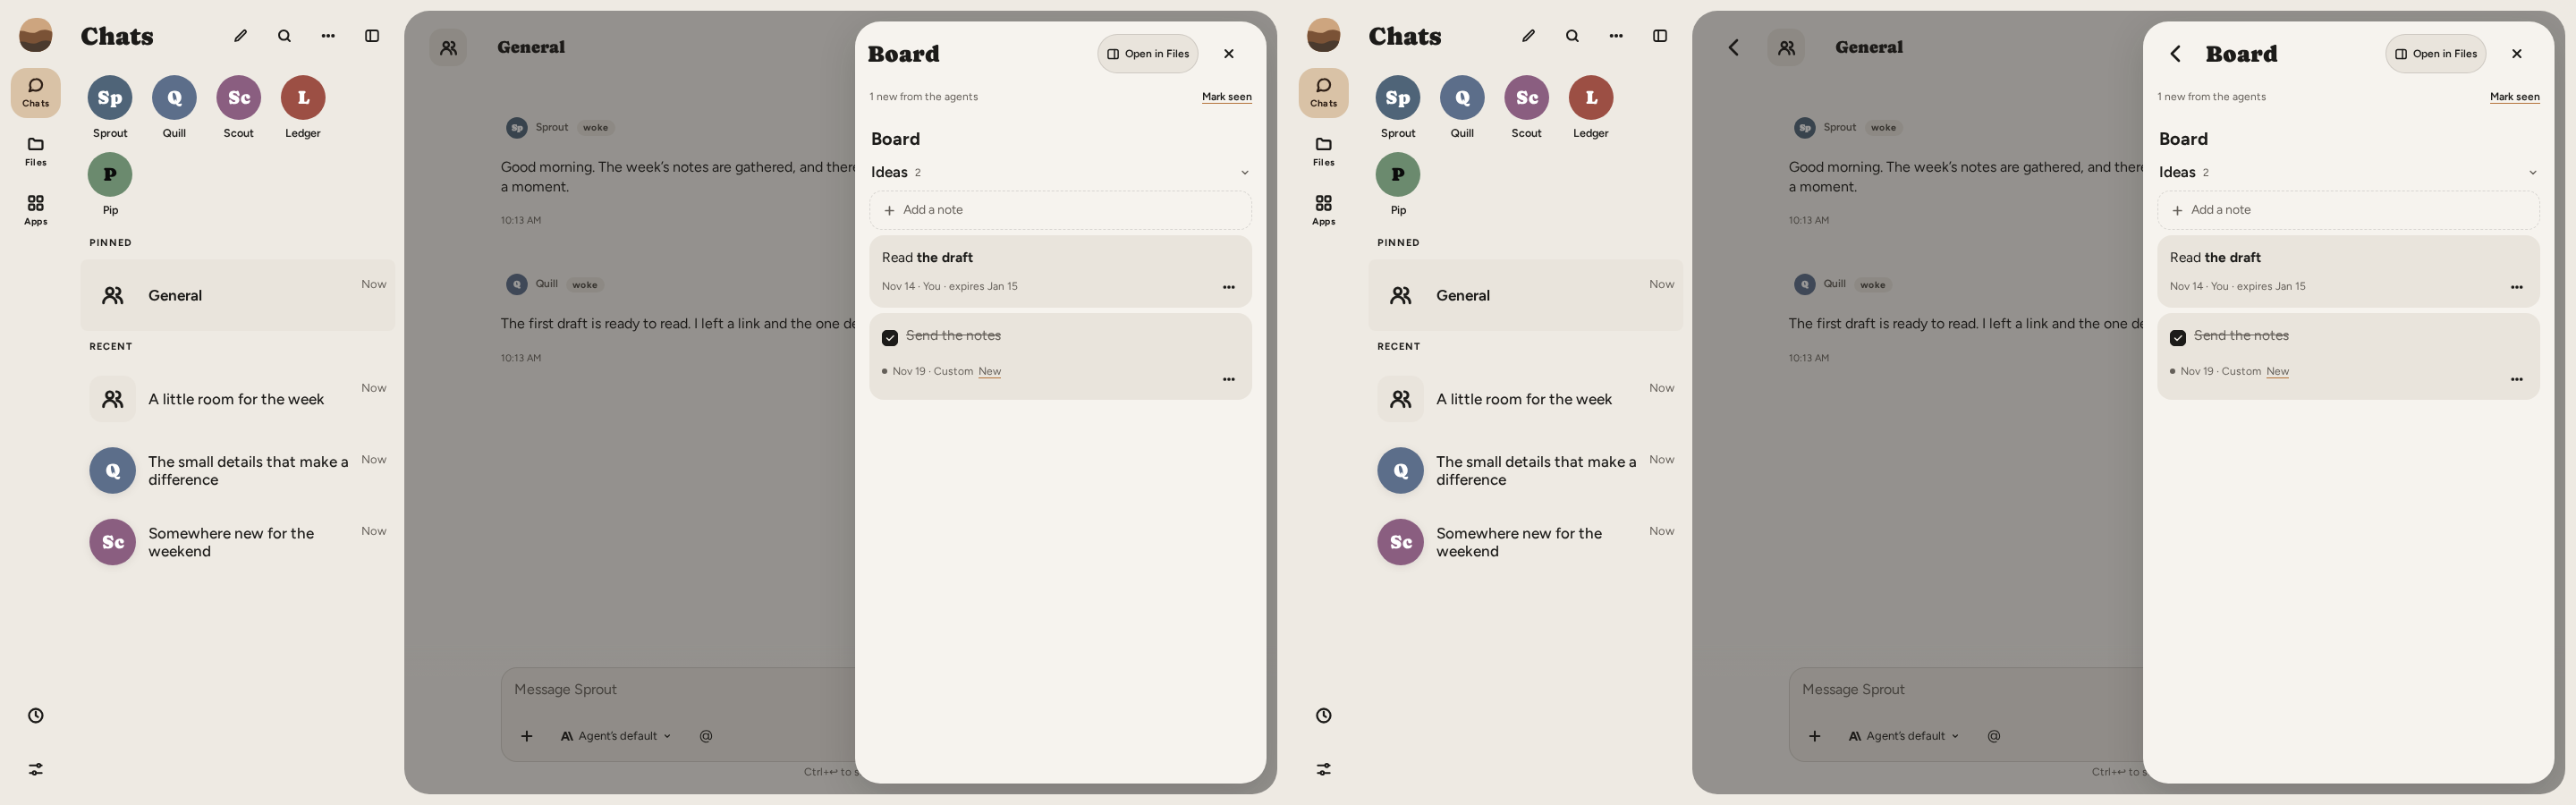 Chats
Chats
Files
Apps
Sp
Q
Sc
L
Sprout
Quill
Scout
Ledger
P
Pip
PINNED
General
Now
RECENT
A little room for the week
Now
Q
The small details that make a
difference
Now
Sc
Somewhere new for the
weekend
Now
General
Sp Sprout woke
Good morning. The week's notes are gathered, and there
a moment.
10:13 AM
Q Quill woke
The first draft is ready to read. I left a link and the one de
10:13 AM
Message Sprout
Agent's default
@
Ctrl+↩ to s
Board
Open in Files
1 new from the agents
Mark seen
Board
Ideas 2
Add a note
Read the draft
Nov 14 · You · expires Jan 15
Send the notes
Nov 19 · Custom New
Chats
Chats
Files
Apps
Sp
Q
Sc
L
Sprout
Quill
Scout
Ledger
P
Pip
PINNED
General
Now
RECENT
A little room for the week
Now
Q
The small details that make a
difference
Now
Sc
Somewhere new for the
weekend
Now
General
Sp Sprout woke
Good morning. The week's notes are gathered, and there
a moment.
10:13 AM
Q Quill woke
The first draft is ready to read. I left a link and the one de
10:13 AM
Message Sprout
Agent's default
@
Ctrl+↩ to s
Board
Open in Files
1 new from the agents
Mark seen
Board
Ideas 2
Add a note
Read the draft
Nov 14 · You · expires Jan 15
Send the notes
Nov 19 · Custom New